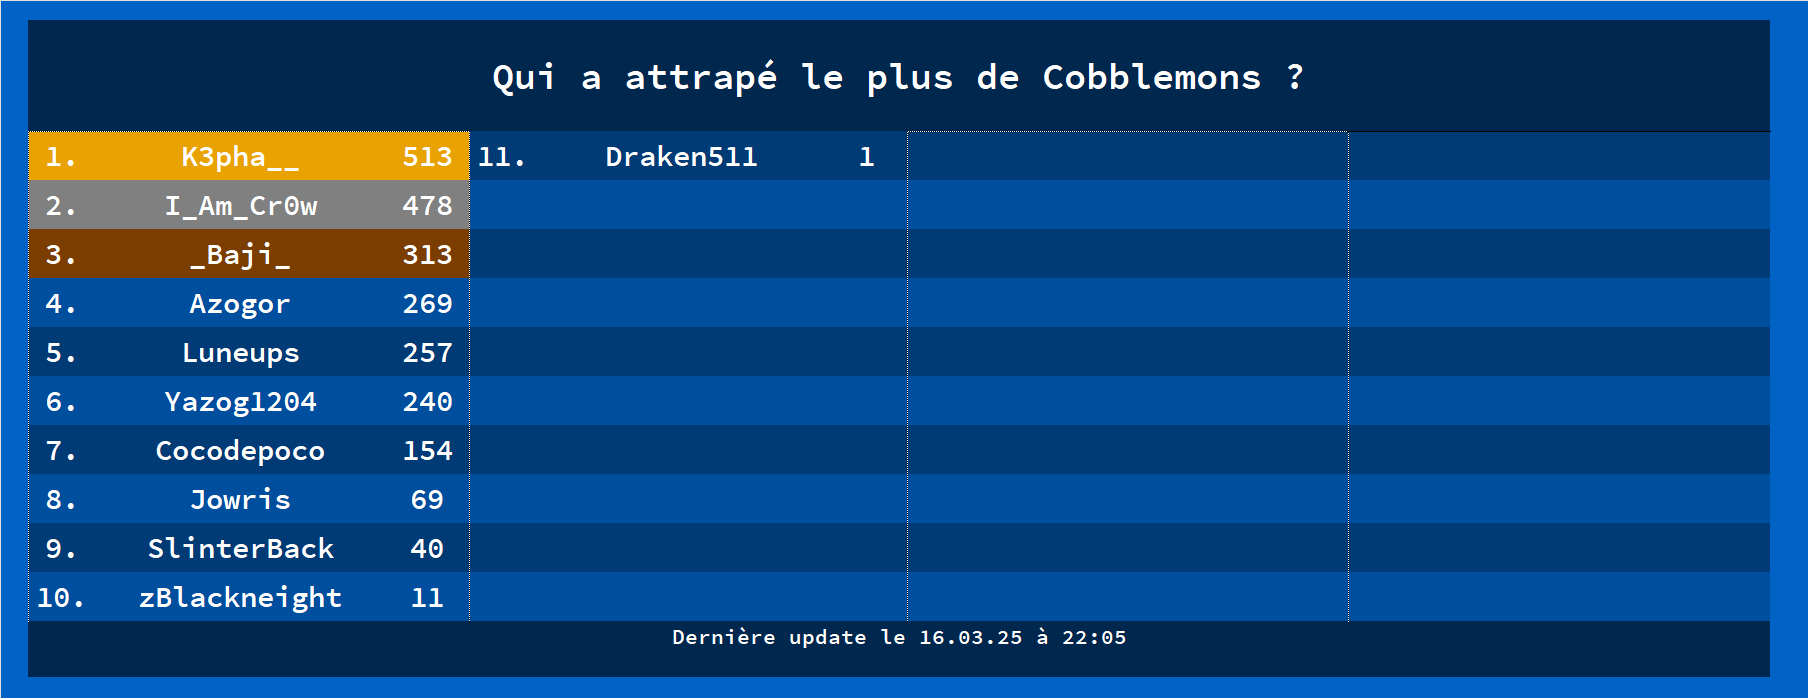 Qui a attrapé le plus de Cobblemons ?
1. K3pha__ 513
2. I_Am_Cr0w 478
3. _Baji_ 313
4. Azogor 269
5. Luneups 257
6. Yazog1204 240
7. Cocodepoco 154
8. Jowris 69
9. SlinterBack 40
10. zBlackneight 11
11. Draken511 1
Dernière update le 16.03.25 à 22:05